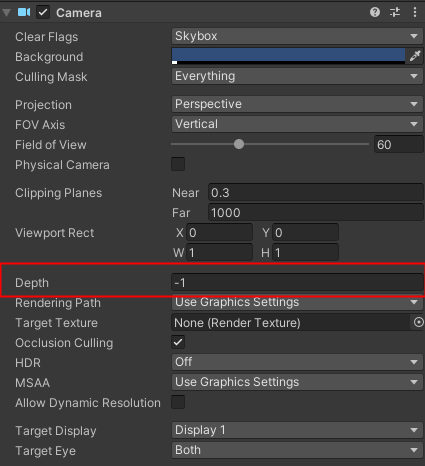 Camera
Clear Flags Skybox
Background
Culling Mask Everything
Projection Perspective
FOV Axis Vertical
Field of View 60
Physical Camera
Clipping Planes Near 0.3
Far 1000
Viewport Rect X 0 Y 0
W 1 H 1
Depth -1
Rendering Path Use Graphics Settings
Target Texture None (Render Texture)
Occlusion Culling
HDR Off
MSAA Use Graphics Settings
Allow Dynamic Resolution
Target Display Display 1
Target Eye Both